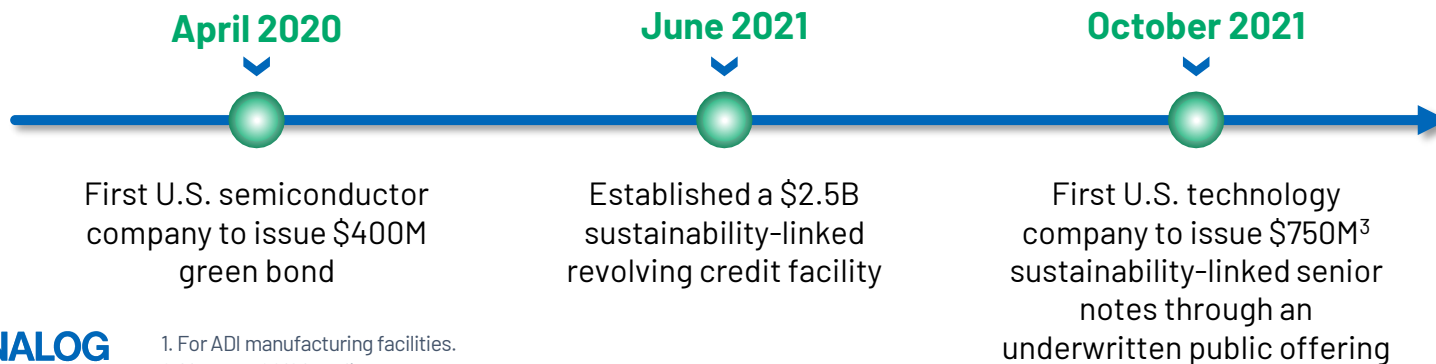 April 2020
June 2021
October 2021
First U.S. semiconductor
company to issue $400M
green bond
Established a $2.5B
sustainability-linked
revolving credit facility
First U.S. technology
company to issue $750M³
sustainability-linked senior
notes through an
underwritten public offering
NALOG
1. For ADI manufacturing facilities.